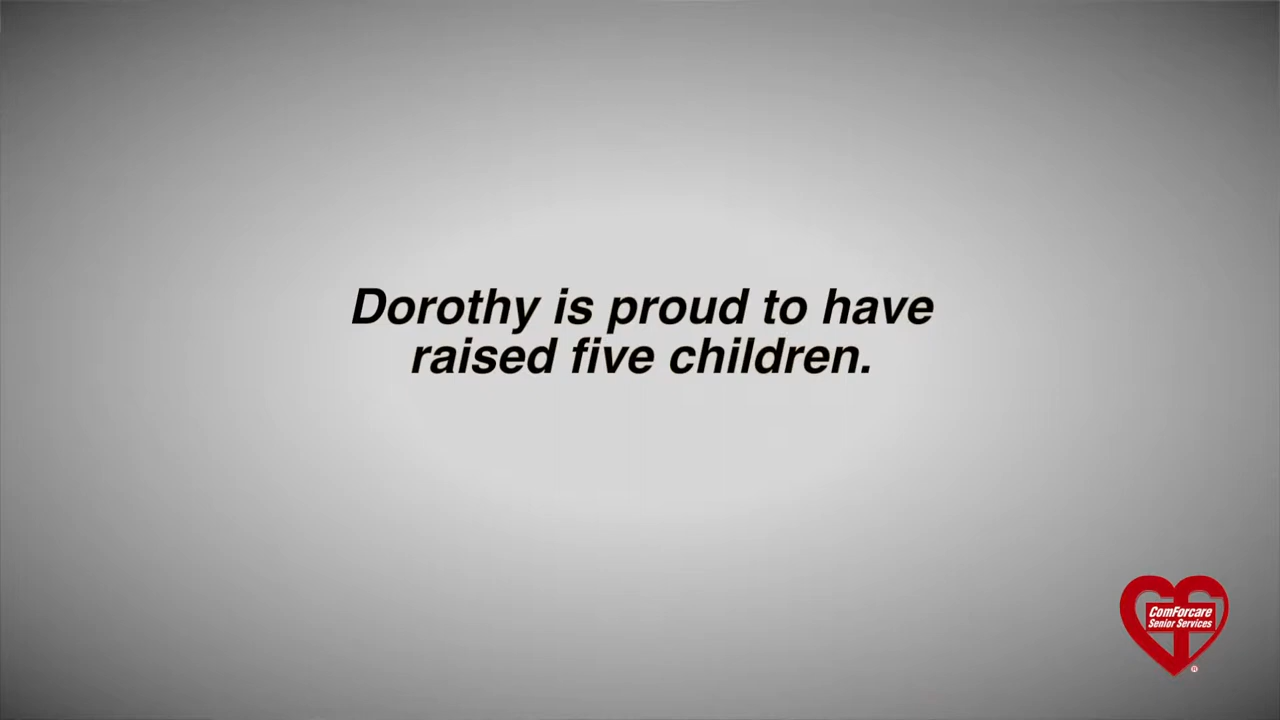 Dorothy is proud to have
raised five children.
ComForcare
Senior Services
®